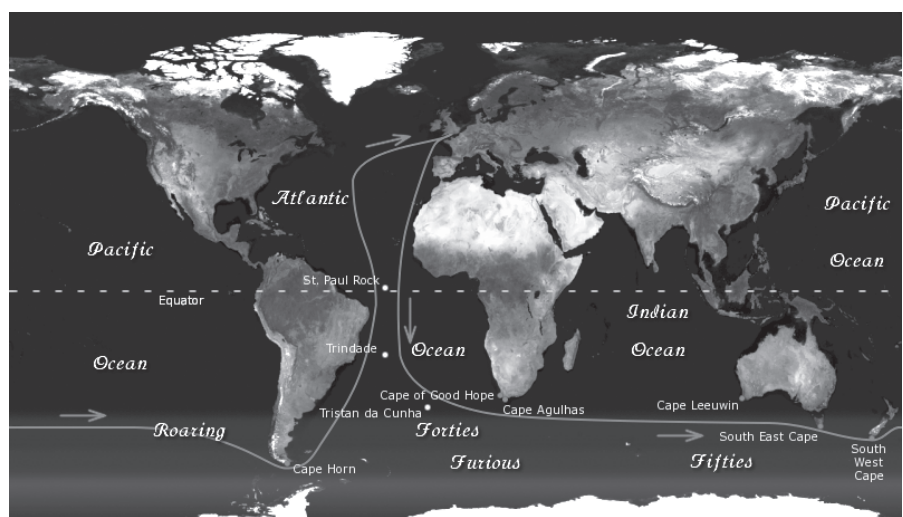 Atlantic
Pacific
Pacific
Ocean
St. Paul Rock
Equator
Indian
Trindade
Ocean
Ocean
Ocean
Cape of Good Hope
Cape Leeuwin
Tristan da Cunha
Cape Agulhas
Roaring
Forties
South East Cape
South
West
Cape
Furious
Fifties
Cape Horn